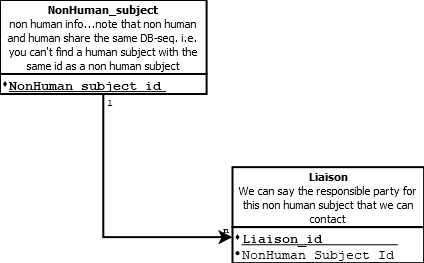 NonHuman_subject
non human info...note that non human
and human share the same DB-seq. i.e.
you can't find a human subject with the
same id as a non human subject
NonHuman_subject_id
1
n
Liaison
We can say the responsible party for
this non human subject that we can
contact
Liaison_id
NonHuman_Subject_Id